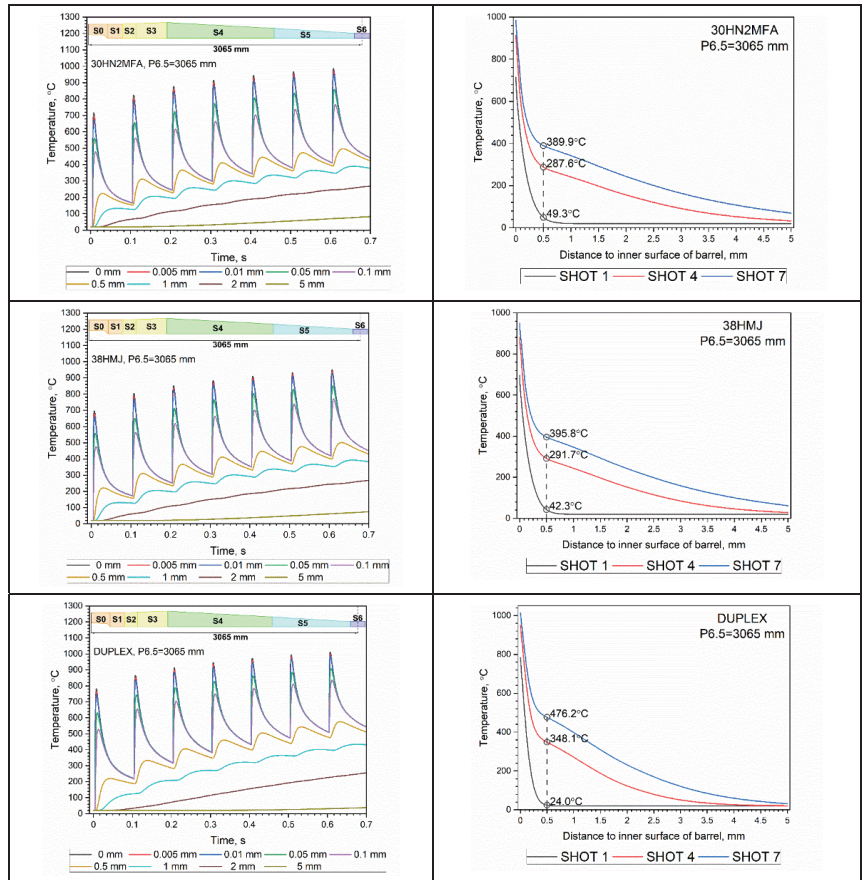 1300
1200
1100
1000
900
800
700
600
500
400
300
200
100
0
Temperature, °C
S0 S1 S2 S3 S4 S5 S6
3065 mm
30HN2MFA, P6.5=3065 mm
0 0.1 0.2 0.3 0.4 0.5 0.6 0.7
Time, s
0 mm 0.005 mm 0.01 mm 0.05 mm 0.1 mm
0.5 mm 1 mm 2 mm 5 mm
1000
800
600
400
200
0
Temperature, °C
30HN2MFA
P6.5=3065 mm
389.9°C
287.6°C
49.3°C
0 0.5 1 1.5 2 2.5 3 3.5 4 4.5 5
Distance to inner surface of barrel, mm
SHOT 1 SHOT 4 SHOT 7
1300
1200
1100
1000
900
800
700
600
500
400
300
200
100
0
Temperature, °C
S0 S1 S2 S3 S4 S5 S6
3065 mm
38HMJ, P6.5=3065 mm
0 0.1 0.2 0.3 0.4 0.5 0.6 0.7
Time, s
0 mm 0.005 mm 0.01 mm 0.05 mm 0.1 mm
0.5 mm 1 mm 2 mm 5 mm
1000
800
600
400
200
0
Temperature, °C
38HMJ
P6.5=3065 mm
395.8°C
291.7°C
42.3°C
0 0.5 1 1.5 2 2.5 3 3.5 4 4.5 5
Distance to inner surface of barrel, mm
SHOT 1 SHOT 4 SHOT 7
1300
1200
1100
1000
900
800
700
600
500
400
300
200
100
0
Temperature, °C
S0 S1 S2 S3 S4 S5 S6
3065 mm
DUPLEX, P6.5=3065 mm
0 0.1 0.2 0.3 0.4 0.5 0.6 0.7
Time, s
0 mm 0.005 mm 0.01 mm 0.05 mm 0.1 mm
0.5 mm 1 mm 2 mm 5 mm
1000
800
600
400
200
0
Temperature, °C
DUPLEX
P6.5=3065 mm
476.2°C
348.1°C
24.0°C
0 0.5 1 1.5 2 2.5 3 3.5 4 4.5 5
Distance to inner surface of barrel, mm
SHOT 1 SHOT 4 SHOT 7